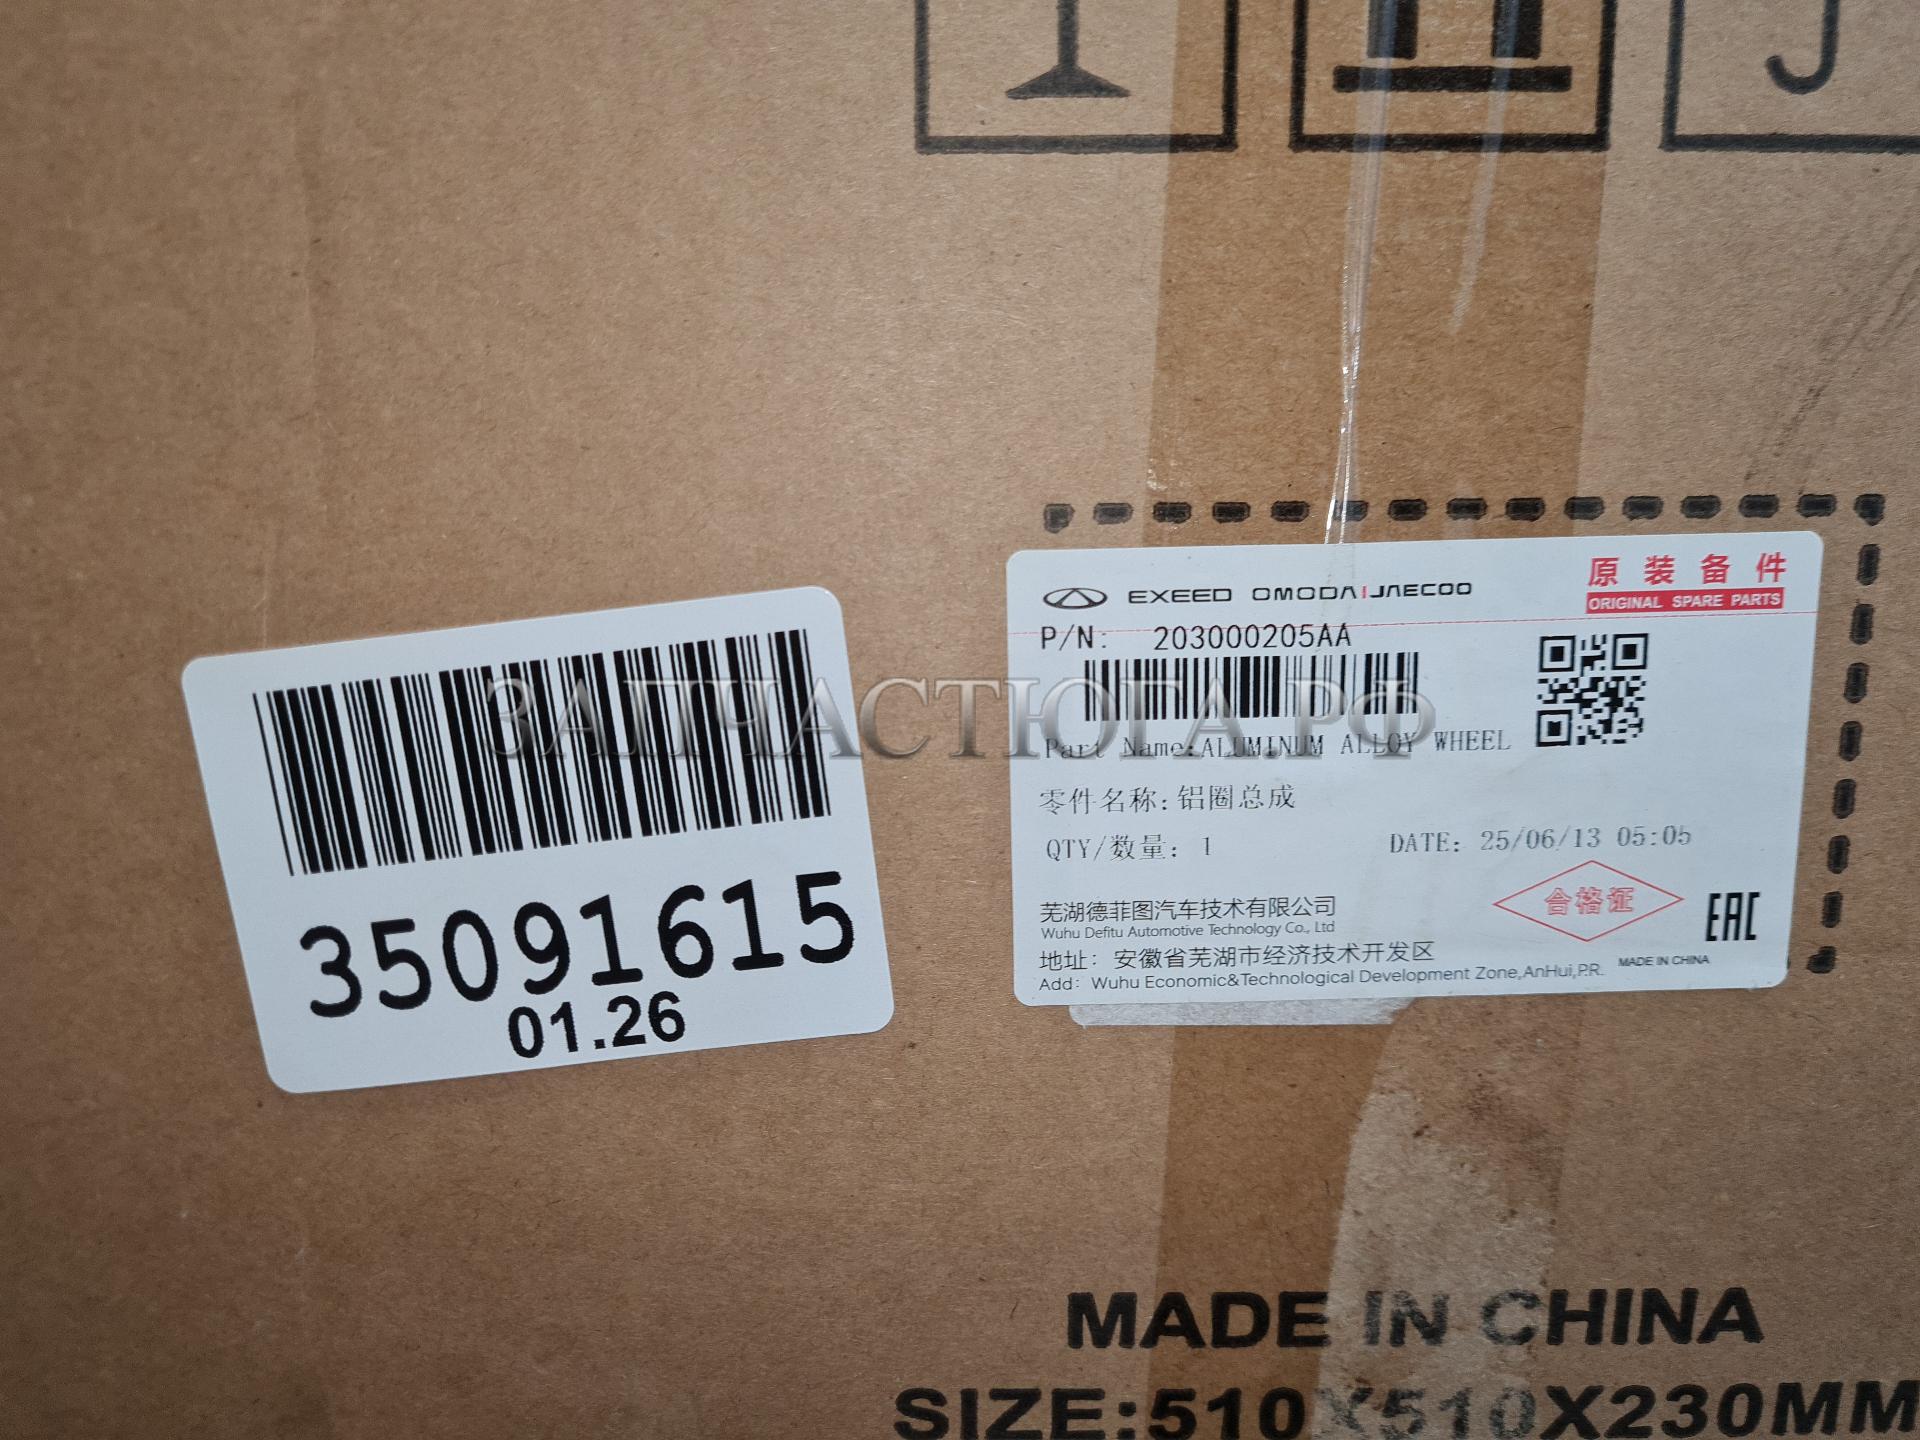 EXEED OMODA|JAECOO
原装备件
ORIGINAL SPARE PARTS
P/N: 203000205AA
ЗАПЧАСТЮГА.РФ
Part Name:ALUMINUM ALLOY WHEEL
零件名称:铝圈总成
QTY/数量: 1
DATE: 25/06/13 05:05
合格证
EAC
芜湖德菲图汽车技术有限公司
Wuhu Defitu Automotive Technology Co., Ltd
地址: 安徽省芜湖市经济技术开发区
Add: Wuhu Economic&Technological Development Zone,AnHui,P.R.
MADE IN CHINA
35091615
01.26
MADE IN CHINA
SIZE:510X510X230MM